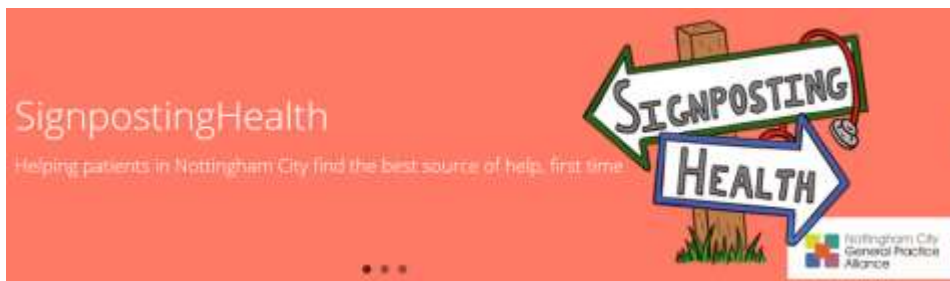 SignpostingHealth
Helping patients in Nottingham City find the best source of help, first time
SIGNPOSTING
HEALTH
Nottingham City
General Practice
Alliance